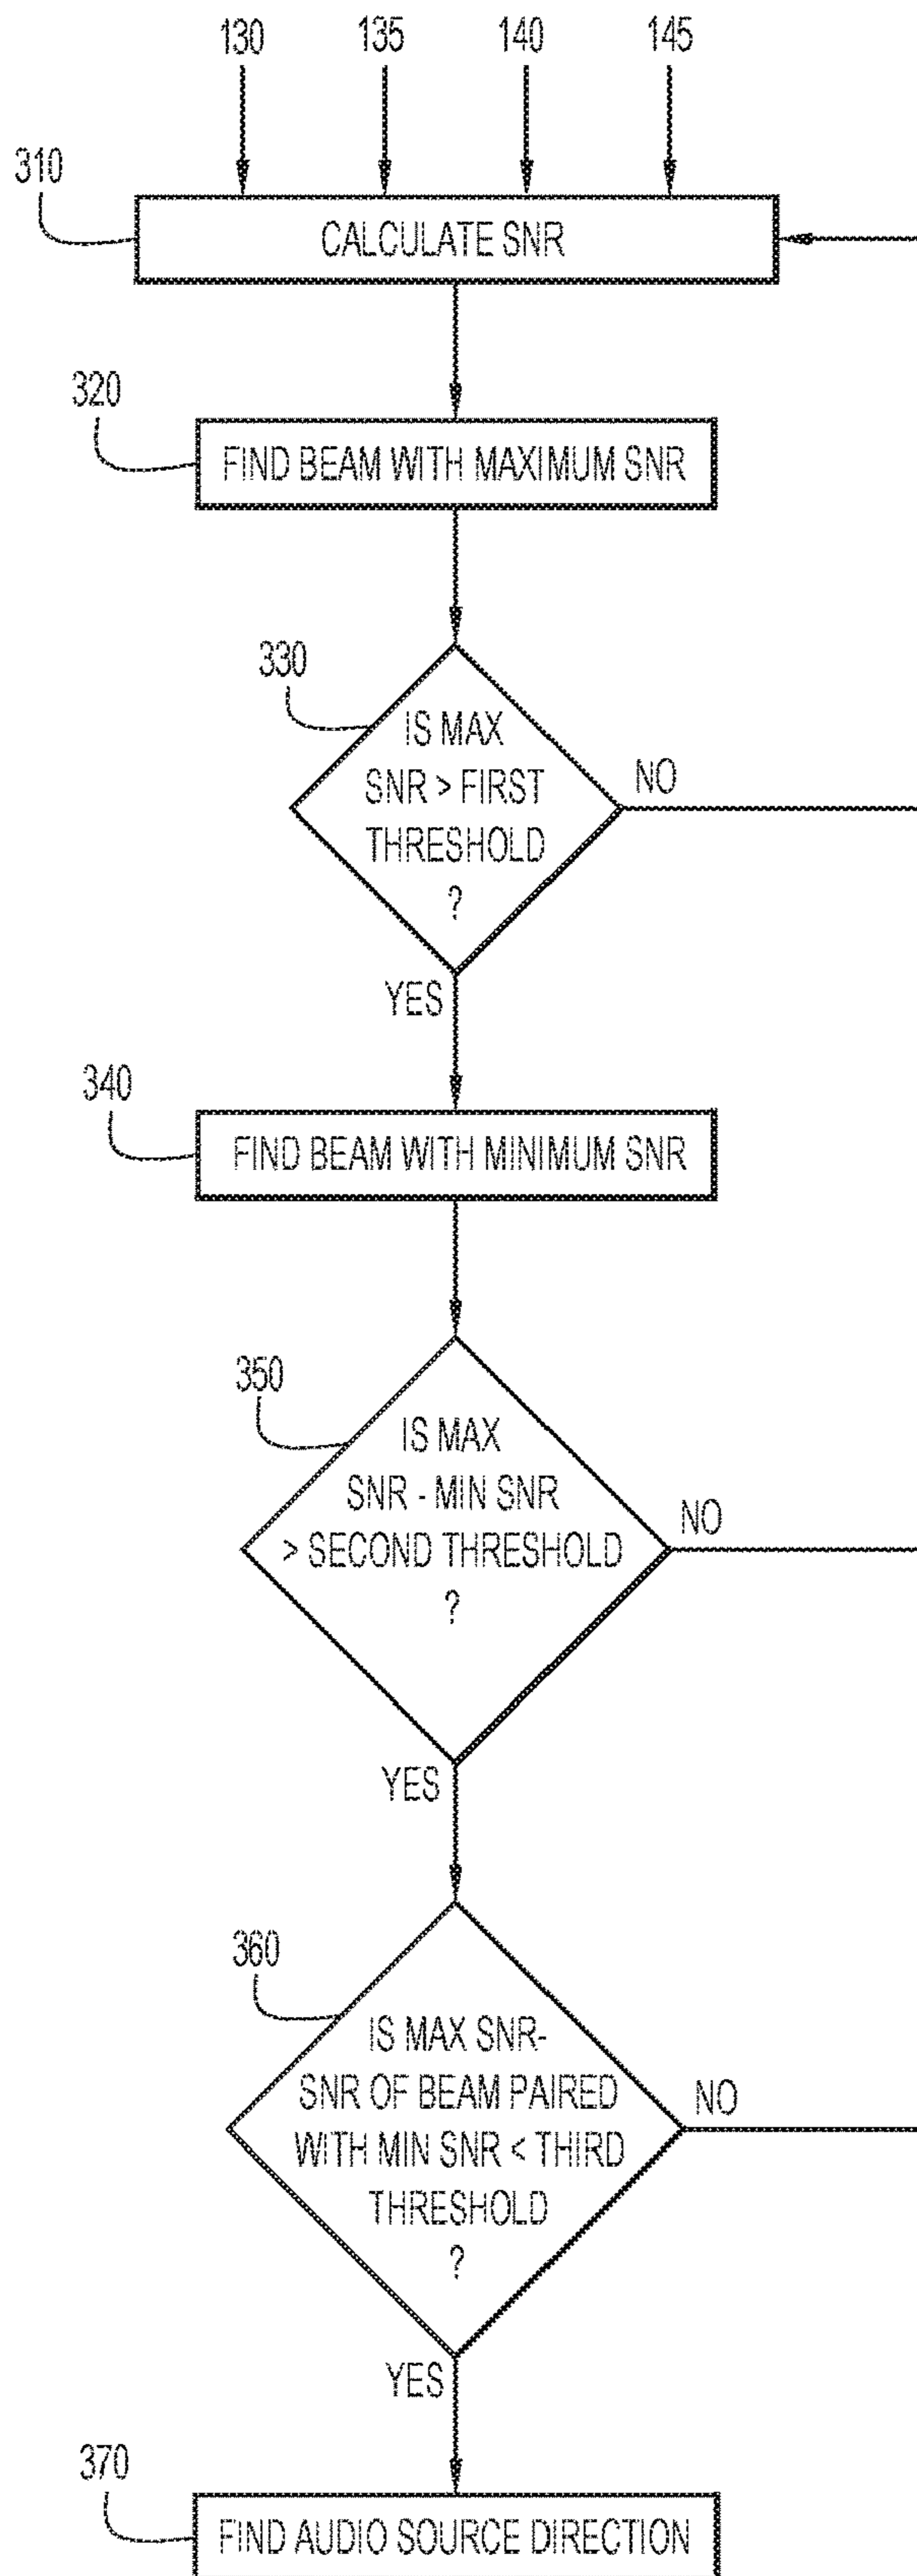 130 135 140 145
310
CALCULATE SNR
320
FIND BEAM WITH MAXIMUM SNR
330
IS MAX
SNR > FIRST
THRESHOLD
?
NO
YES
340
FIND BEAM WITH MINIMUM SNR
350
IS MAX
SNR - MIN SNR
> SECOND THRESHOLD
?
NO
YES
360
IS MAX SNR-
SNR OF BEAM PAIRED
WITH MIN SNR < THIRD
THRESHOLD
?
NO
YES
370
FIND AUDIO SOURCE DIRECTION